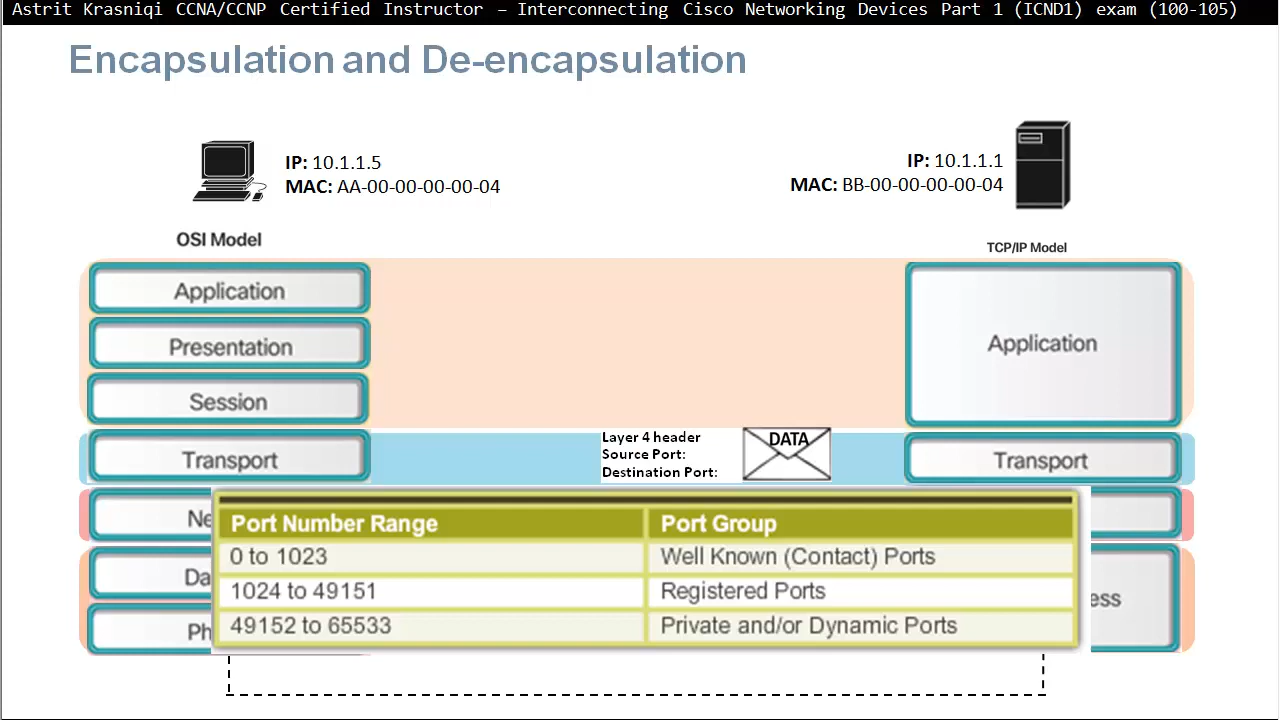 Astrit Krasniqi CCNA/CCNP Certified Instructor – Interconnecting Cisco Networking Devices Part 1 (ICND1) exam (100-105)
Encapsulation and De-encapsulation
IP: 10.1.1.5
MAC: AA-00-00-00-00-04
IP: 10.1.1.1
MAC: BB-00-00-00-00-04
OSI Model
TCP/IP Model
Application
Presentation
Session
Application
Transport
Layer 4 header
Source Port:
Destination Port:
DATA
Transport
Ne
Da
Ph
ess
Port Number Range Port Group
0 to 1023 Well Known (Contact) Ports
1024 to 49151 Registered Ports
49152 to 65533 Private and/or Dynamic Ports